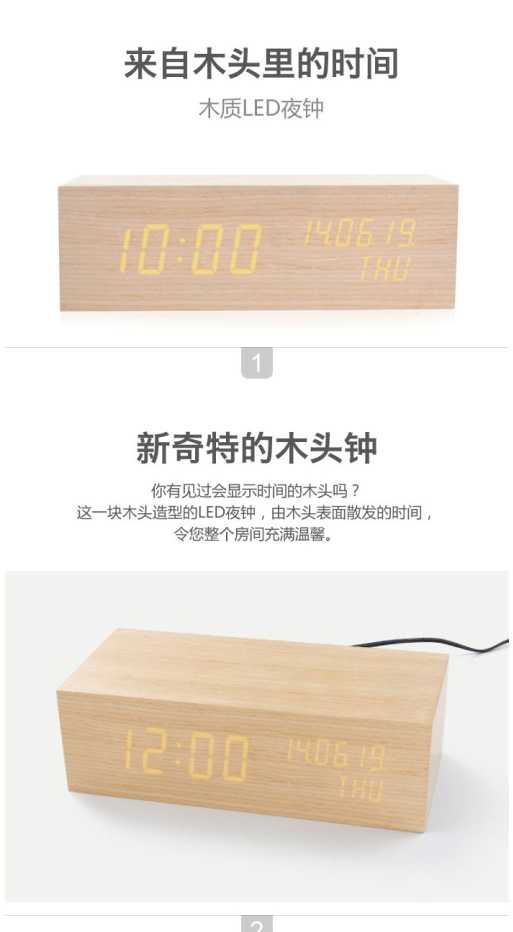 来自木头里的时间
木质LED夜钟
10:00
14.06 19.
THU
1
新奇特的木头钟
你有见过会显示时间的木头吗？
这一块木头造型的LED夜钟，由木头表面散发的时间，
令您整个房间充满温馨。
12:00
14.06 19.
THU
2